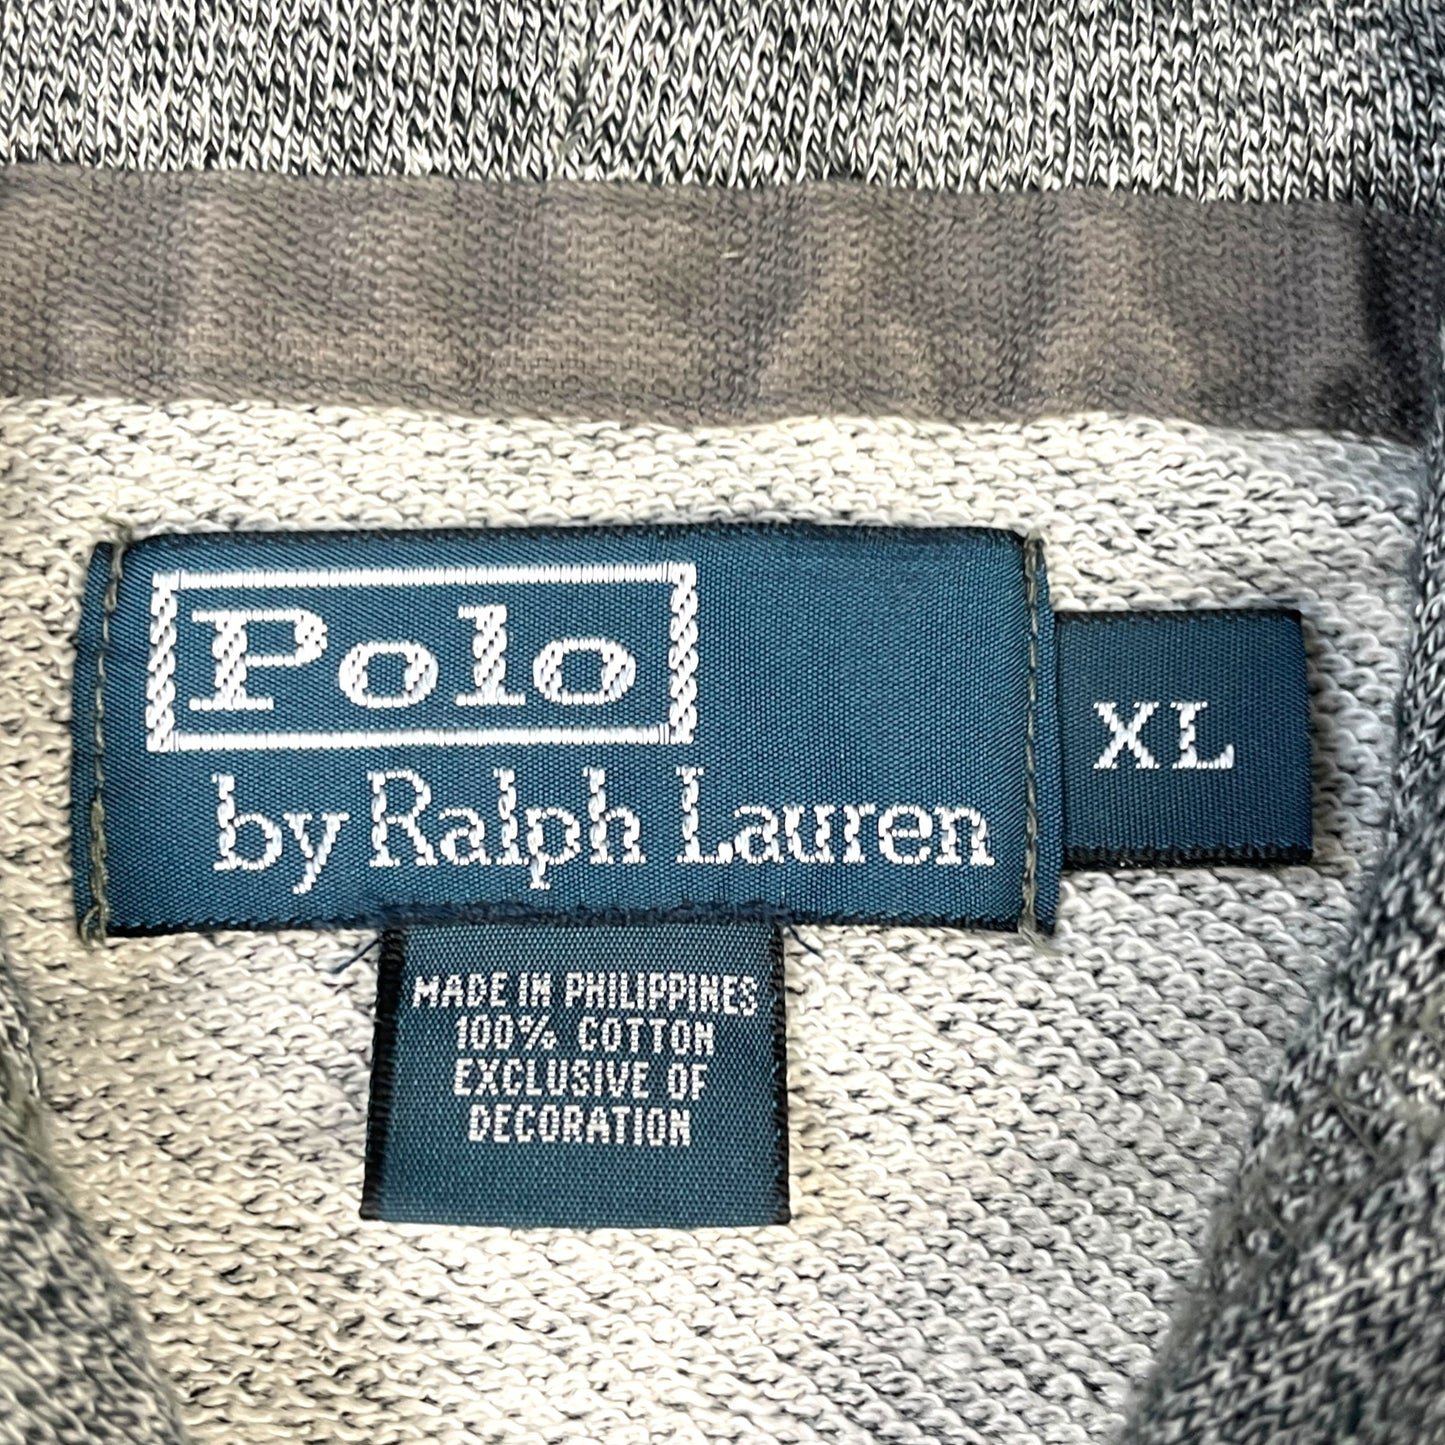 Polo
by Ralph Lauren
XL
MADE IN PHILIPPINES
100% COTTON
EXCLUSIVE OF
DECORATION